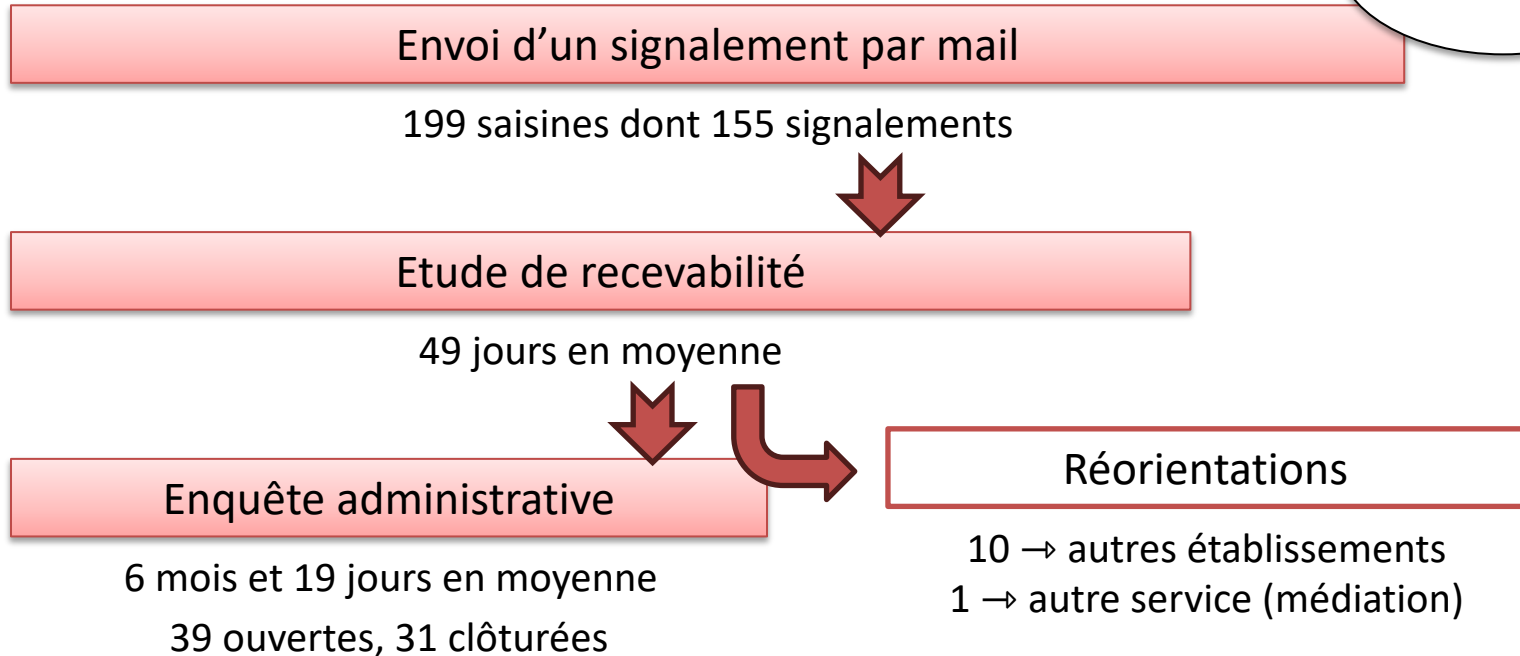 Envoi d’un signalement par mail
199 saisines dont 155 signalements
Etude de recevabilité
49 jours en moyenne
Enquête administrative
6 mois et 19 jours en moyenne
39 ouvertes, 31 clôturées
Réorientations
10 → autres établissements
1 → autre service (médiation)